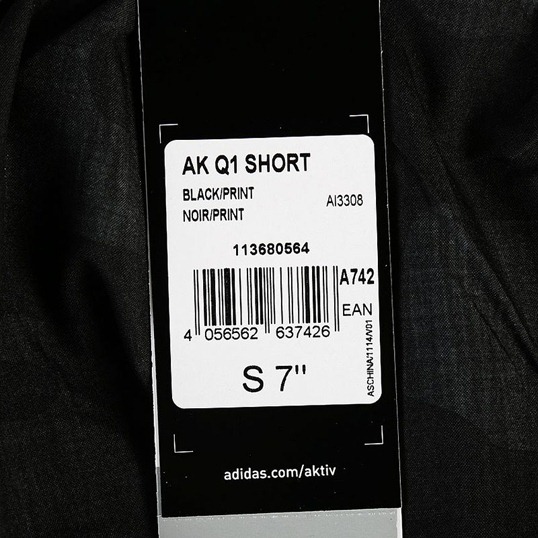 AK Q1 SHORT
BLACK/PRINT
NOIR/PRINT
AI3308
113680564
A742
EAN
4 056562 637426
S 7"
ASCHINA/1114/V01
adidas.com/aktiv